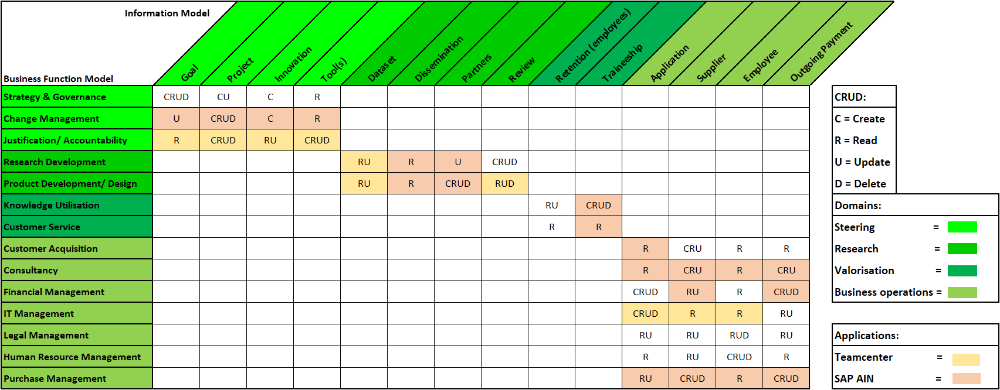 Information Model
Goal
Project
Innovation
Tool(s)
Dataset
Dissemination
Partners
Review
Retention (employees)
Traineeship
Application
Supplier
Employee
Outgoing Payment
Business Function Model
Strategy & Governance CRUD CU C R
Change Management U CRUD C R
Justification/ Accountability R CRUD RU CRUD
Research Development RU R U CRUD
Product Development/ Design RU R CRUD RUD
Knowledge Utilisation RU CRUD
Customer Service R R
Customer Acquisition R CRU R R
Consultancy R CRU R CRU
Financial Management CRUD RU R CRUD
IT Management CRUD R R RU
Legal Management RU RU RUD RU
Human Resource Management R RU CRUD R
Purchase Management RU CRUD R CRUD
CRUD:
C = Create
R = Read
U = Update
D = Delete
Domains:
Steering =
Research =
Valorisation =
Business operations =
Applications:
Teamcenter =
SAP AIN =